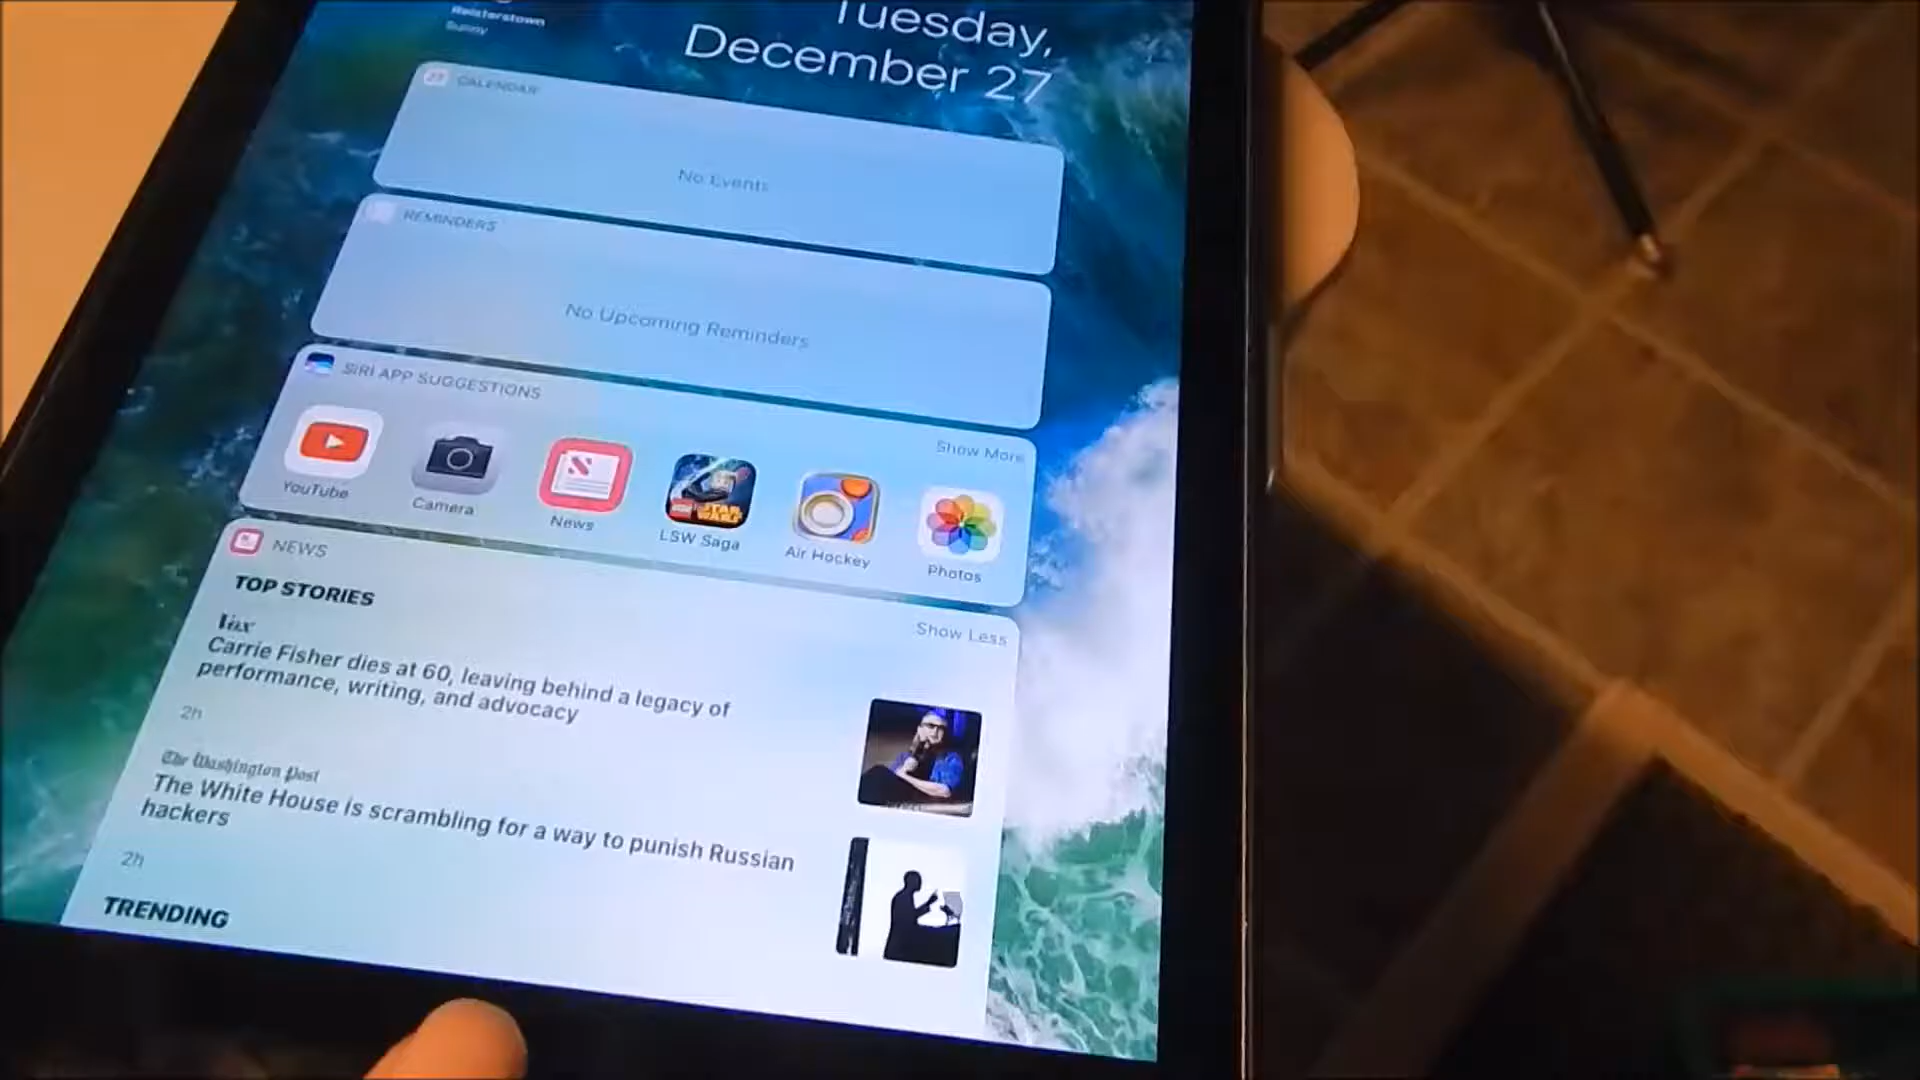 Reisterstown
Sunny
Tuesday,
December 27
27
CALENDAR
No Events
REMINDERS
No Upcoming Reminders
SIRI APP SUGGESTIONS
Show More
YouTube
Camera
News
STAR
WARS
LSW Saga
Air Hockey
Photos
NEWS
TOP STORIES
Show Less
Vox
Carrie Fisher dies at 60, leaving behind a legacy of
performance, writing, and advocacy
2h
The Washington Post
The White House is scrambling for a way to punish Russian
hackers
2h
TRENDING